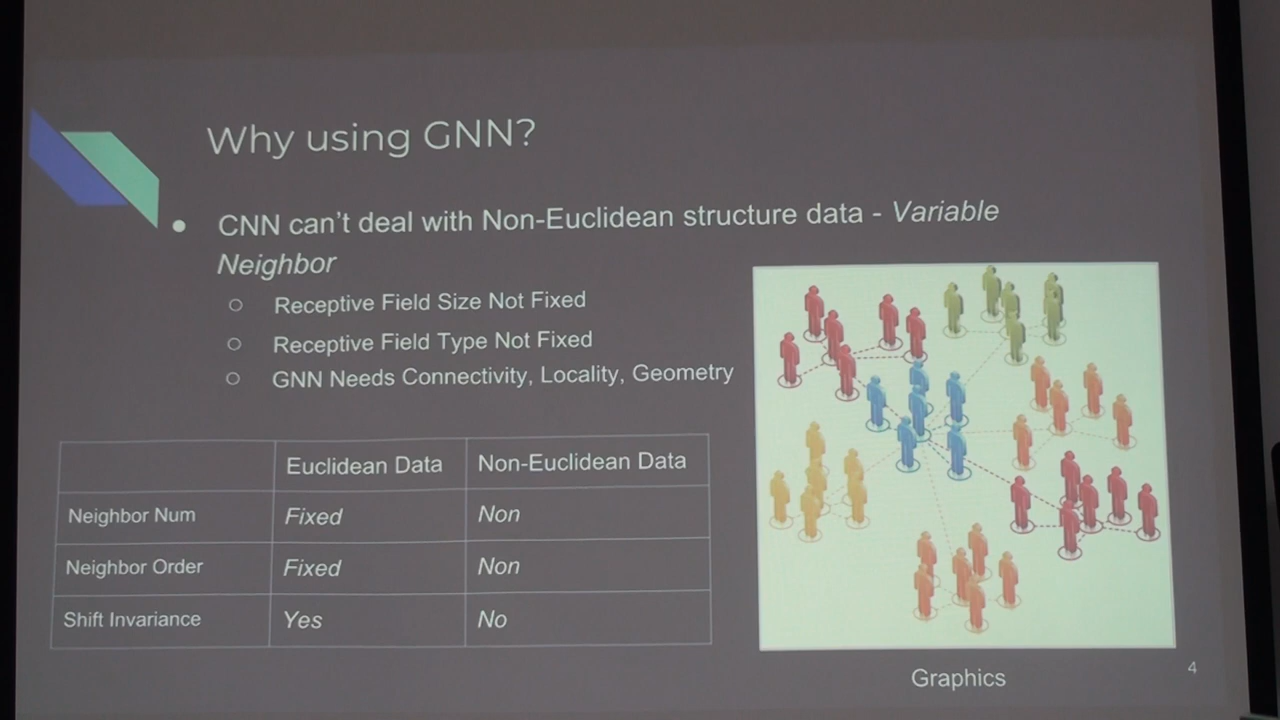 Why using GNN?
● CNN can't deal with Non-Euclidean structure data - Variable
Neighbor
○ Receptive Field Size Not Fixed
○ Receptive Field Type Not Fixed
○ GNN Needs Connectivity, Locality, Geometry
Euclidean Data Non-Euclidean Data
Neighbor Num Fixed Non
Neighbor Order Fixed Non
Shift Invariance Yes No
Graphics
4